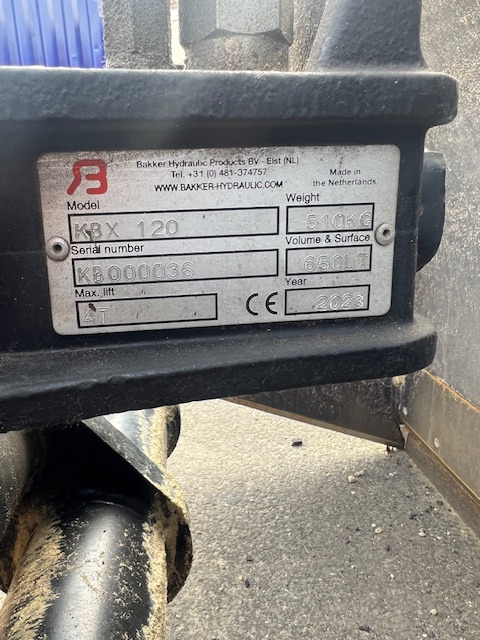 Bakker Hydraulic Products BV - Elst (NL)
Tel. +31 (0) 481-374757
WWW.BAKKER-HYDRAULIC.COM
Made in
the Netherlands
Model
KBX 120
Weight
510KG
Serial number
KB000036
Volume & Surface
650LT
Max. lift
4T
CE
Year
2023